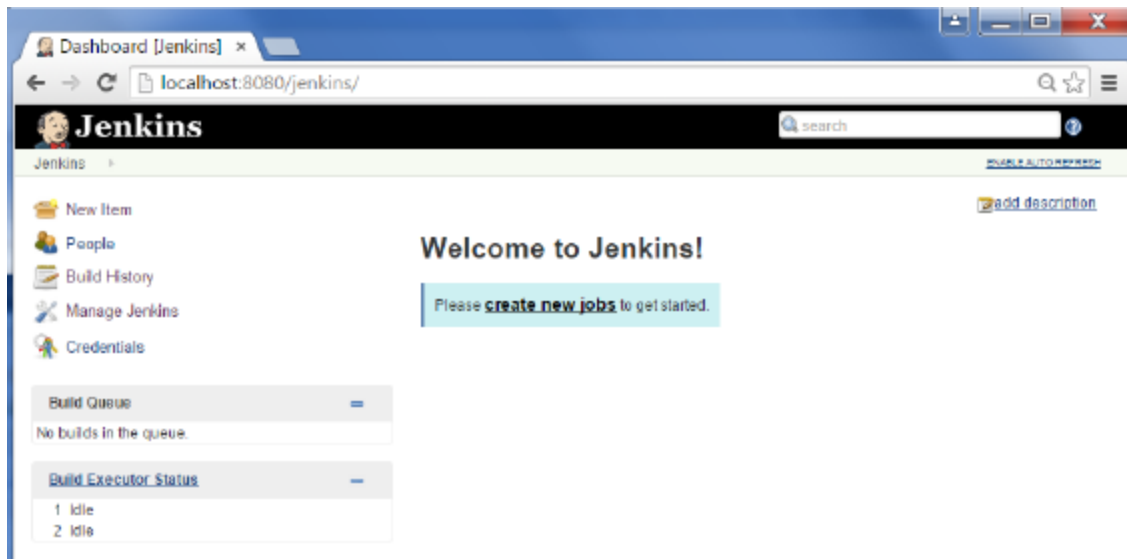 Dashboard [Jenkins]
localhost:8080/jenkins/
Jenkins
search
Jenkins
ENABLE AUTO REFRESH
New Item
add description
People
Welcome to Jenkins!
Build History
Please create new jobs to get started.
Manage Jenkins
Credentials
Build Queue
No builds in the queue.
Build Executor Status
1 Idle
2 Idle